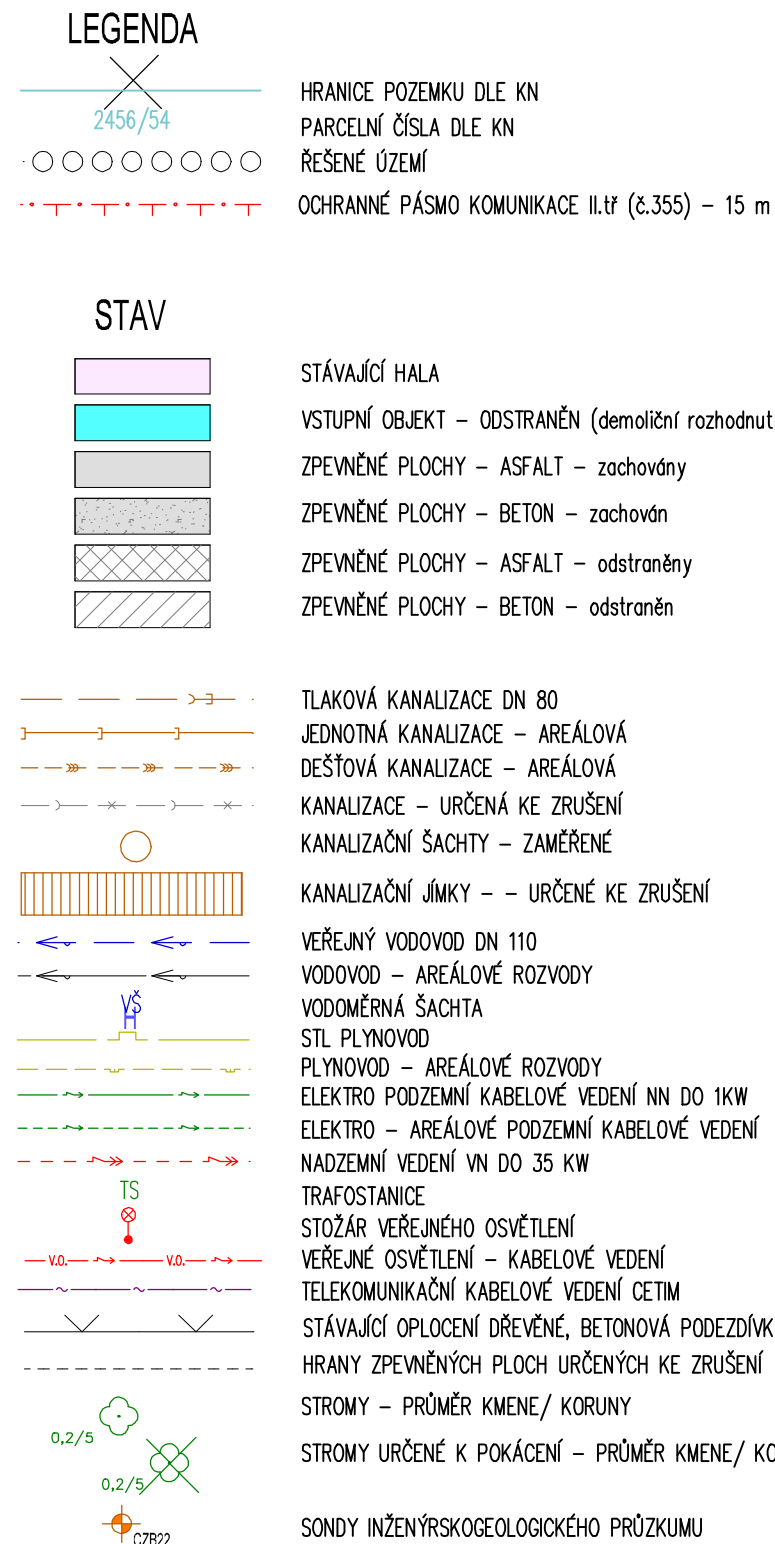 LEGENDA
HRANICE POZEMKU DLE KN
2456/54
PARCELNÍ ČÍSLA DLE KN
ŘEŠENÉ ÚZEMÍ
OCHRANNÉ PÁSMO KOMUNIKACE II.tř (č.355) – 15 m
STAV
STÁVAJÍCÍ HALA
VSTUPNÍ OBJEKT – ODSTRANĚN (demoliční rozhodnut
ZPEVNĚNÉ PLOCHY – ASFALT – zachovány
ZPEVNĚNÉ PLOCHY – BETON – zachován
ZPEVNĚNÉ PLOCHY – ASFALT – odstraněny
ZPEVNĚNÉ PLOCHY – BETON – odstraněn
TLAKOVÁ KANALIZACE DN 80
JEDNOTNÁ KANALIZACE – AREÁLOVÁ
DEŠŤOVÁ KANALIZACE – AREÁLOVÁ
KANALIZACE – URČENÁ KE ZRUŠENÍ
KANALIZAČNÍ ŠACHTY – ZAMĚŘENÉ
KANALIZAČNÍ JÍMKY – – URČENÉ KE ZRUŠENÍ
VEŘEJNÝ VODOVOD DN 110
VODOVOD – AREÁLOVÉ ROZVODY
VŠ
VODOMĚRNÁ ŠACHTA
H
STL PLYNOVOD
PLYNOVOD – AREÁLOVÉ ROZVODY
ELEKTRO PODZEMNÍ KABELOVÉ VEDENÍ NN DO 1KW
ELEKTRO – AREÁLOVÉ PODZEMNÍ KABELOVÉ VEDENÍ
NADZEMNÍ VEDENÍ VN DO 35 KW
TS
TRAFOSTANICE
STOŽÁR VEŘEJNÉHO OSVĚTLENÍ
V.O. V.O. VEŘEJNÉ OSVĚTLENÍ – KABELOVÉ VEDENÍ
TELEKOMUNIKAČNÍ KABELOVÉ VEDENÍ CETIM
STÁVAJÍCÍ OPLOCENÍ DŘEVĚNÉ, BETONOVÁ PODEZDÍVK
HRANY ZPEVNĚNÝCH PLOCH URČENÝCH KE ZRUŠENÍ
STROMY – PRŮMĚR KMENE/ KORUNY
0,2/5
STROMY URČENÉ K POKÁCENÍ – PRŮMĚR KMENE/ KO
0,2/5
SONDY INŽENÝRSKOGEOLOGICKÉHO PRŮZKUMU
CZB22